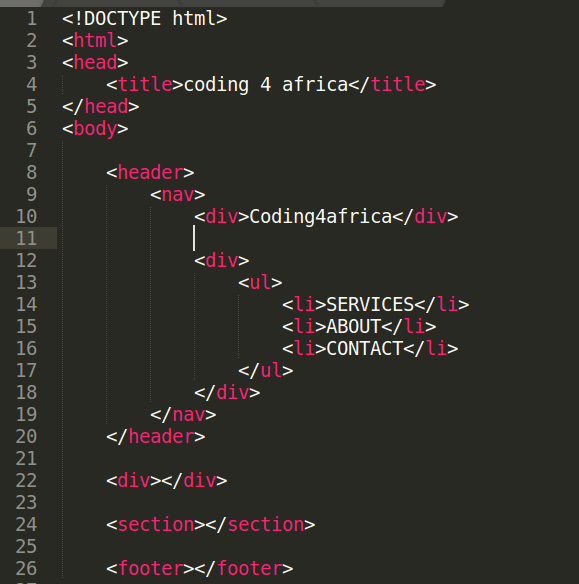 1 <!DOCTYPE html>
2 <html>
3 <head>
4     <title>coding 4 africa</title>
5 </head>
6 <body>
7
8     <header>
9         <nav>
10             <div>Coding4africa</div>
11
12             <div>
13                 <ul>
14                     <li>SERVICES</li>
15                     <li>ABOUT</li>
16                     <li>CONTACT</li>
17                 </ul>
18             </div>
19         </nav>
20     </header>
21
22     <div></div>
23
24     <section></section>
25
26     <footer></footer>